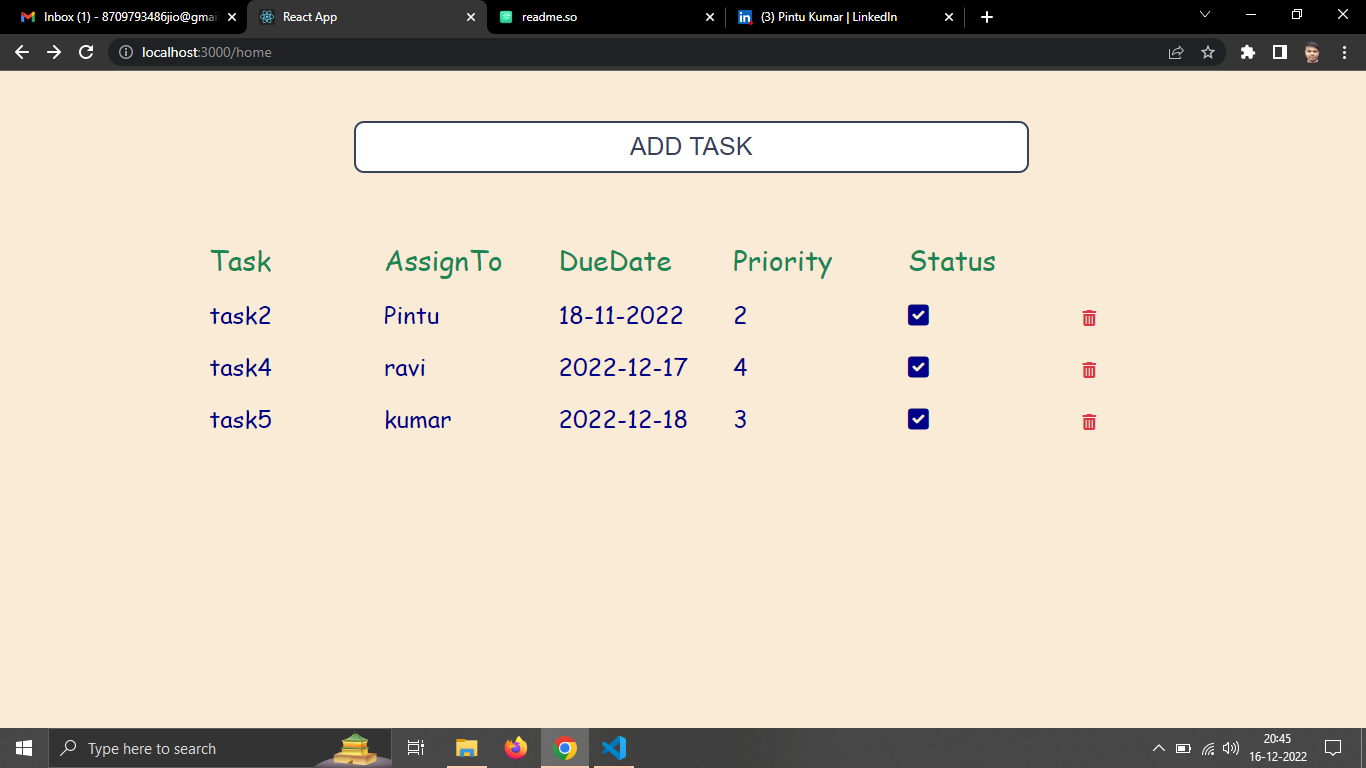 Inbox (1) - 8709793486jio@gmai
React App
readme.so
(3) Pintu Kumar | LinkedIn
localhost:3000/home
ADD TASK
Task AssignTo DueDate Priority Status
task2 Pintu 18-11-2022 2
task4 ravi 2022-12-17 4
task5 kumar 2022-12-18 3
Type here to search
20:45
16-12-2022